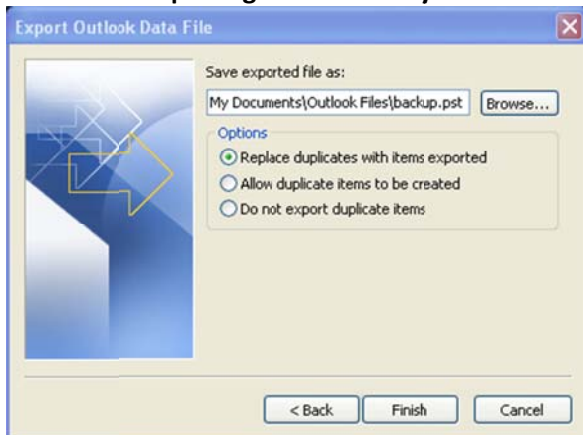 Export Outlook Data File
Save exported file as:
My Documents\Outlook Files\backup.pst Browse...
Options
Replace duplicates with items exported
Allow duplicate items to be created
Do not export duplicate items
< Back Finish Cancel